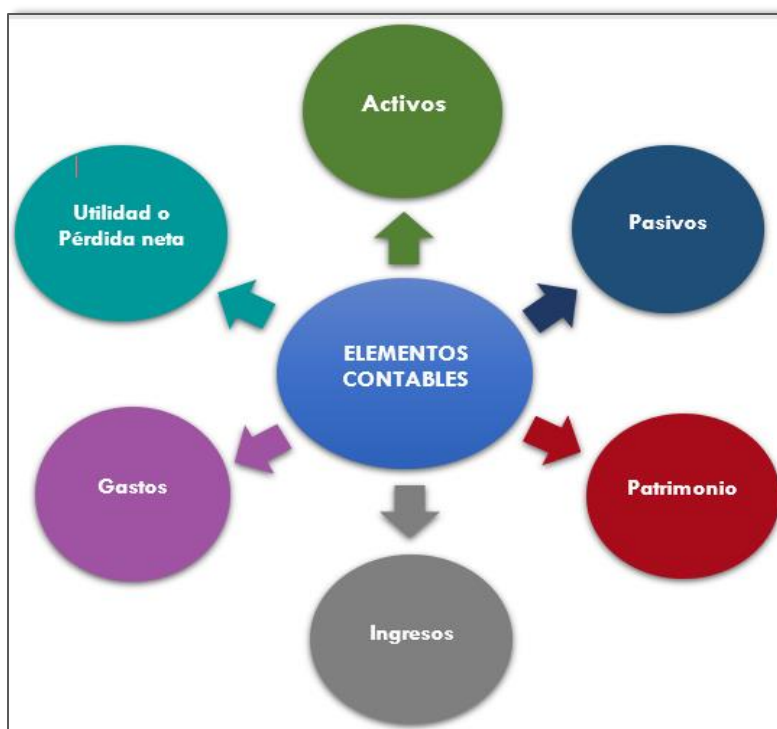 Activos
Utilidad o
Pérdida neta
Pasivos
ELEMENTOS
CONTABLES
Gastos
Patrimonio
Ingresos